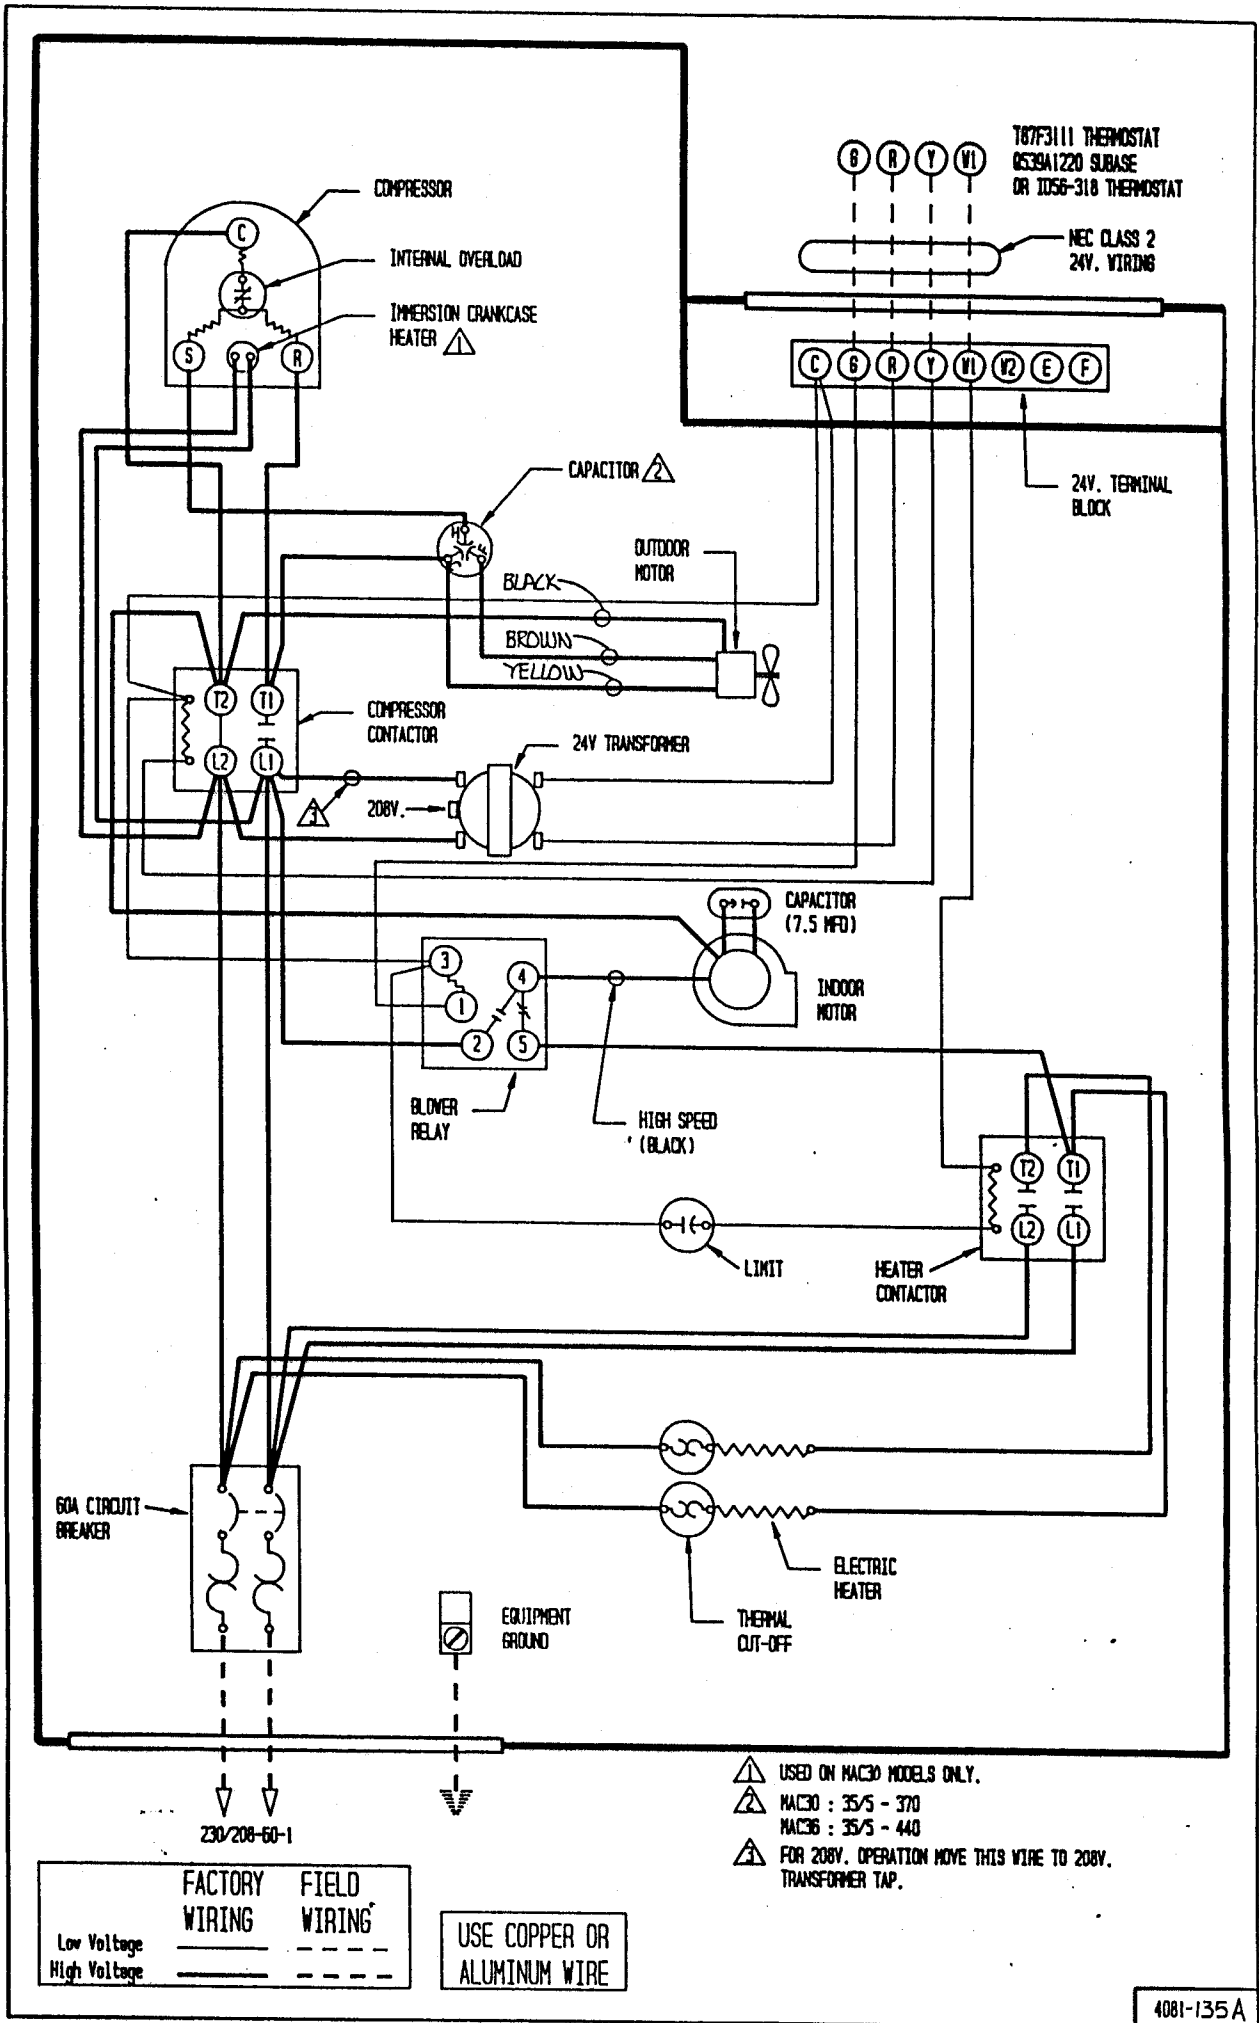 T87F3111 THERMOSTAT
Q539A1220 SUBASE
OR 1D56-318 THERMOSTAT
G R Y W1
COMPRESSOR
C
INTERNAL OVERLOAD
IMMERSION CRANKCASE
HEATER 1
S R
NEC CLASS 2
24V. WIRING
C G R Y W1 W2 E F
24V. TERMINAL
BLOCK
CAPACITOR 2
H
F
C
OUTDOOR
MOTOR
BLACK
BROWN
YELLOW
T2 T1
L2 L1
COMPRESSOR
CONTACTOR
24V TRANSFORMER
3
208V.
CAPACITOR
(7.5 MFD)
INDOOR
MOTOR
3
4
1
2 5
BLOWER
RELAY
HIGH SPEED
(BLACK)
T2 T1
L2 L1
LIMIT
HEATER
CONTACTOR
60A CIRCUIT
BREAKER
ELECTRIC
HEATER
THERMAL
CUT-OFF
EQUIPMENT
GROUND
230/208-60-1
1 USED ON MAC30 MODELS ONLY.
2 MAC30 : 35/5 - 370
MAC36 : 35/5 - 440
3 FOR 208V. OPERATION MOVE THIS WIRE TO 208V.
TRANSFORMER TAP.
FACTORY FIELD
WIRING WIRING
Low Voltage
High Voltage
USE COPPER OR
ALUMINUM WIRE
4081-135A